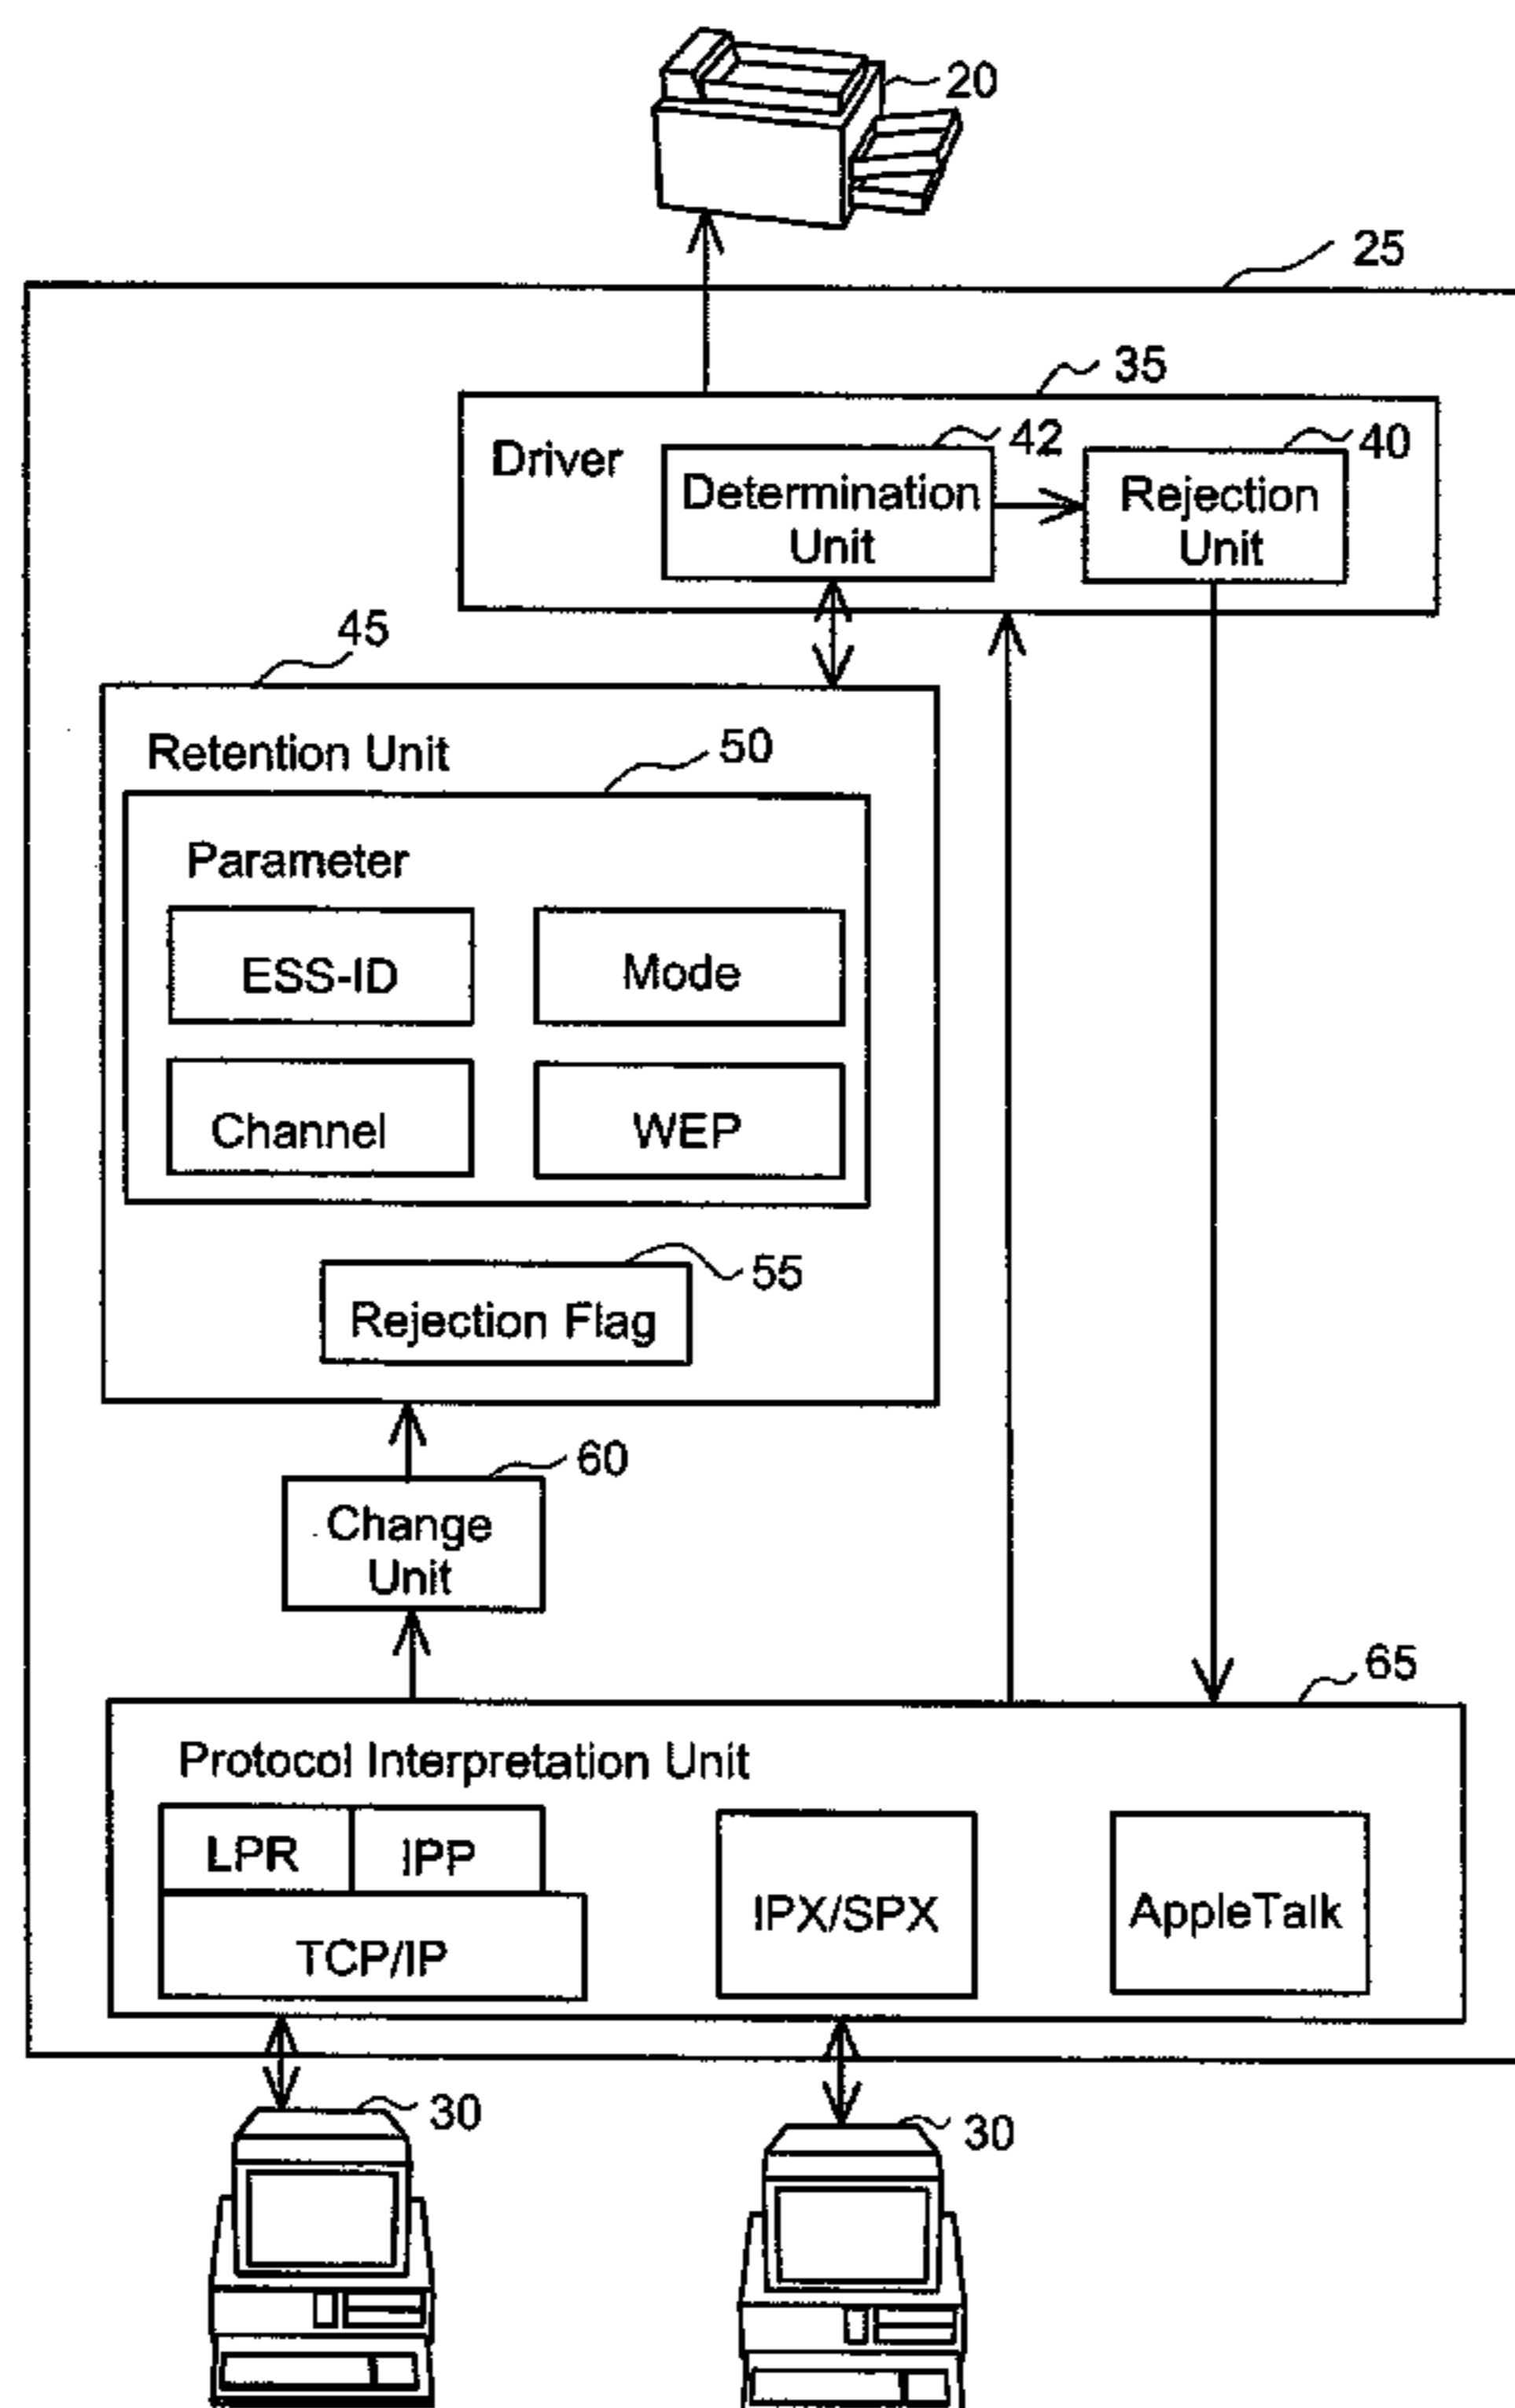 20
25
35
Driver
42
Determination
Unit
40
Rejection
Unit
45
Retention Unit
50
Parameter
ESS-ID
Mode
Channel
WEP
55
Rejection Flag
60
Change
Unit
65
Protocol Interpretation Unit
LPR
IPP
TCP/IP
IPX/SPX
AppleTalk
30
30